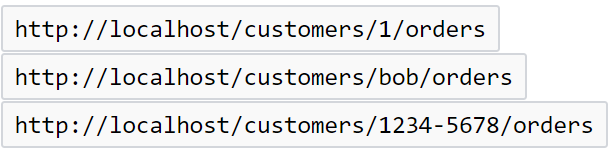 http://localhost/customers/1/orders
http://localhost/customers/bob/orders
http://localhost/customers/1234-5678/orders